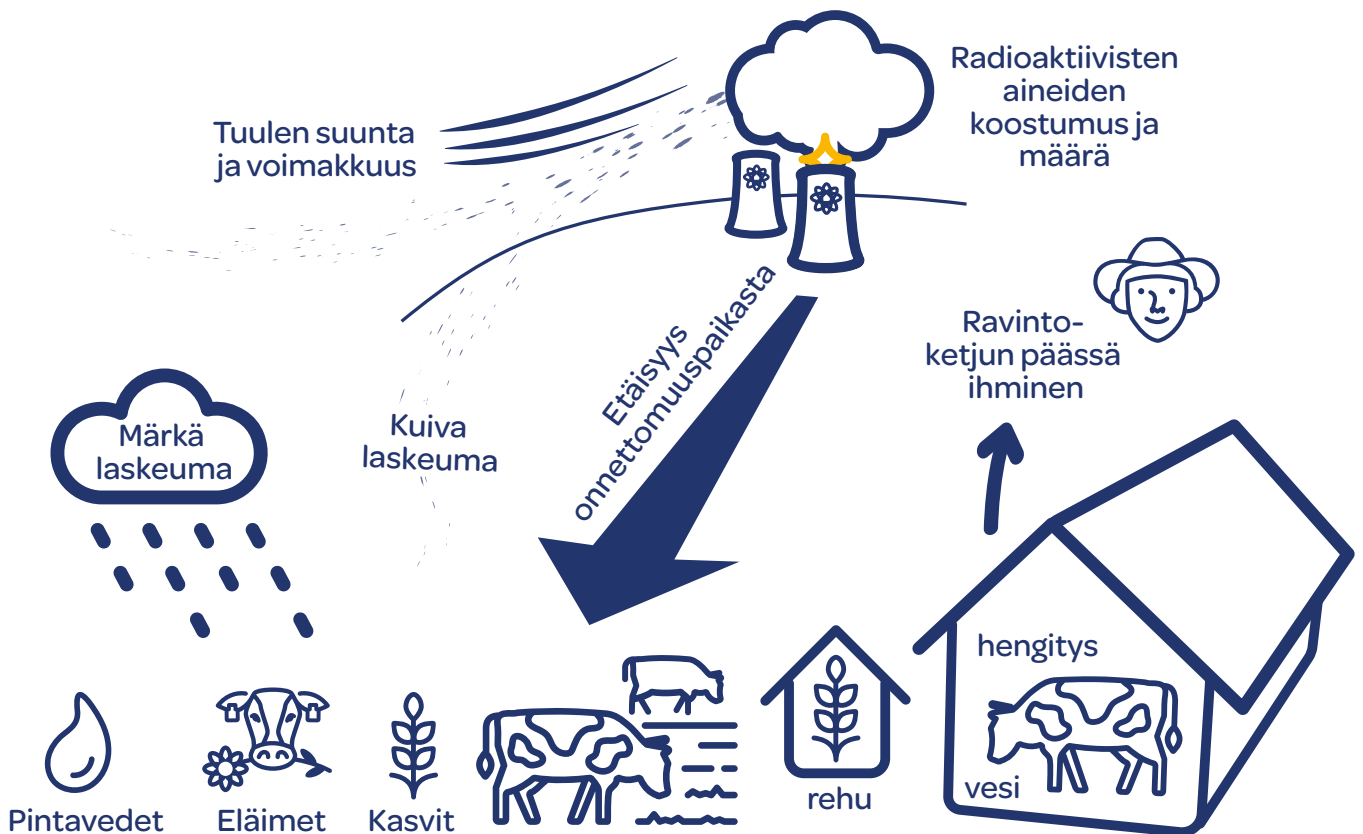 Tuulen suunta
ja voimakkuus
Radioaktiivisten
aineiden
koostumus ja
määrä
Etäisyys
onnettomuuspaikasta
Ravinto-
ketjun päässä
ihminen
Märkä
laskeuma
Kuiva
laskeuma
hengitys
vesi
rehu
Pintavedet
Eläimet
Kasvit